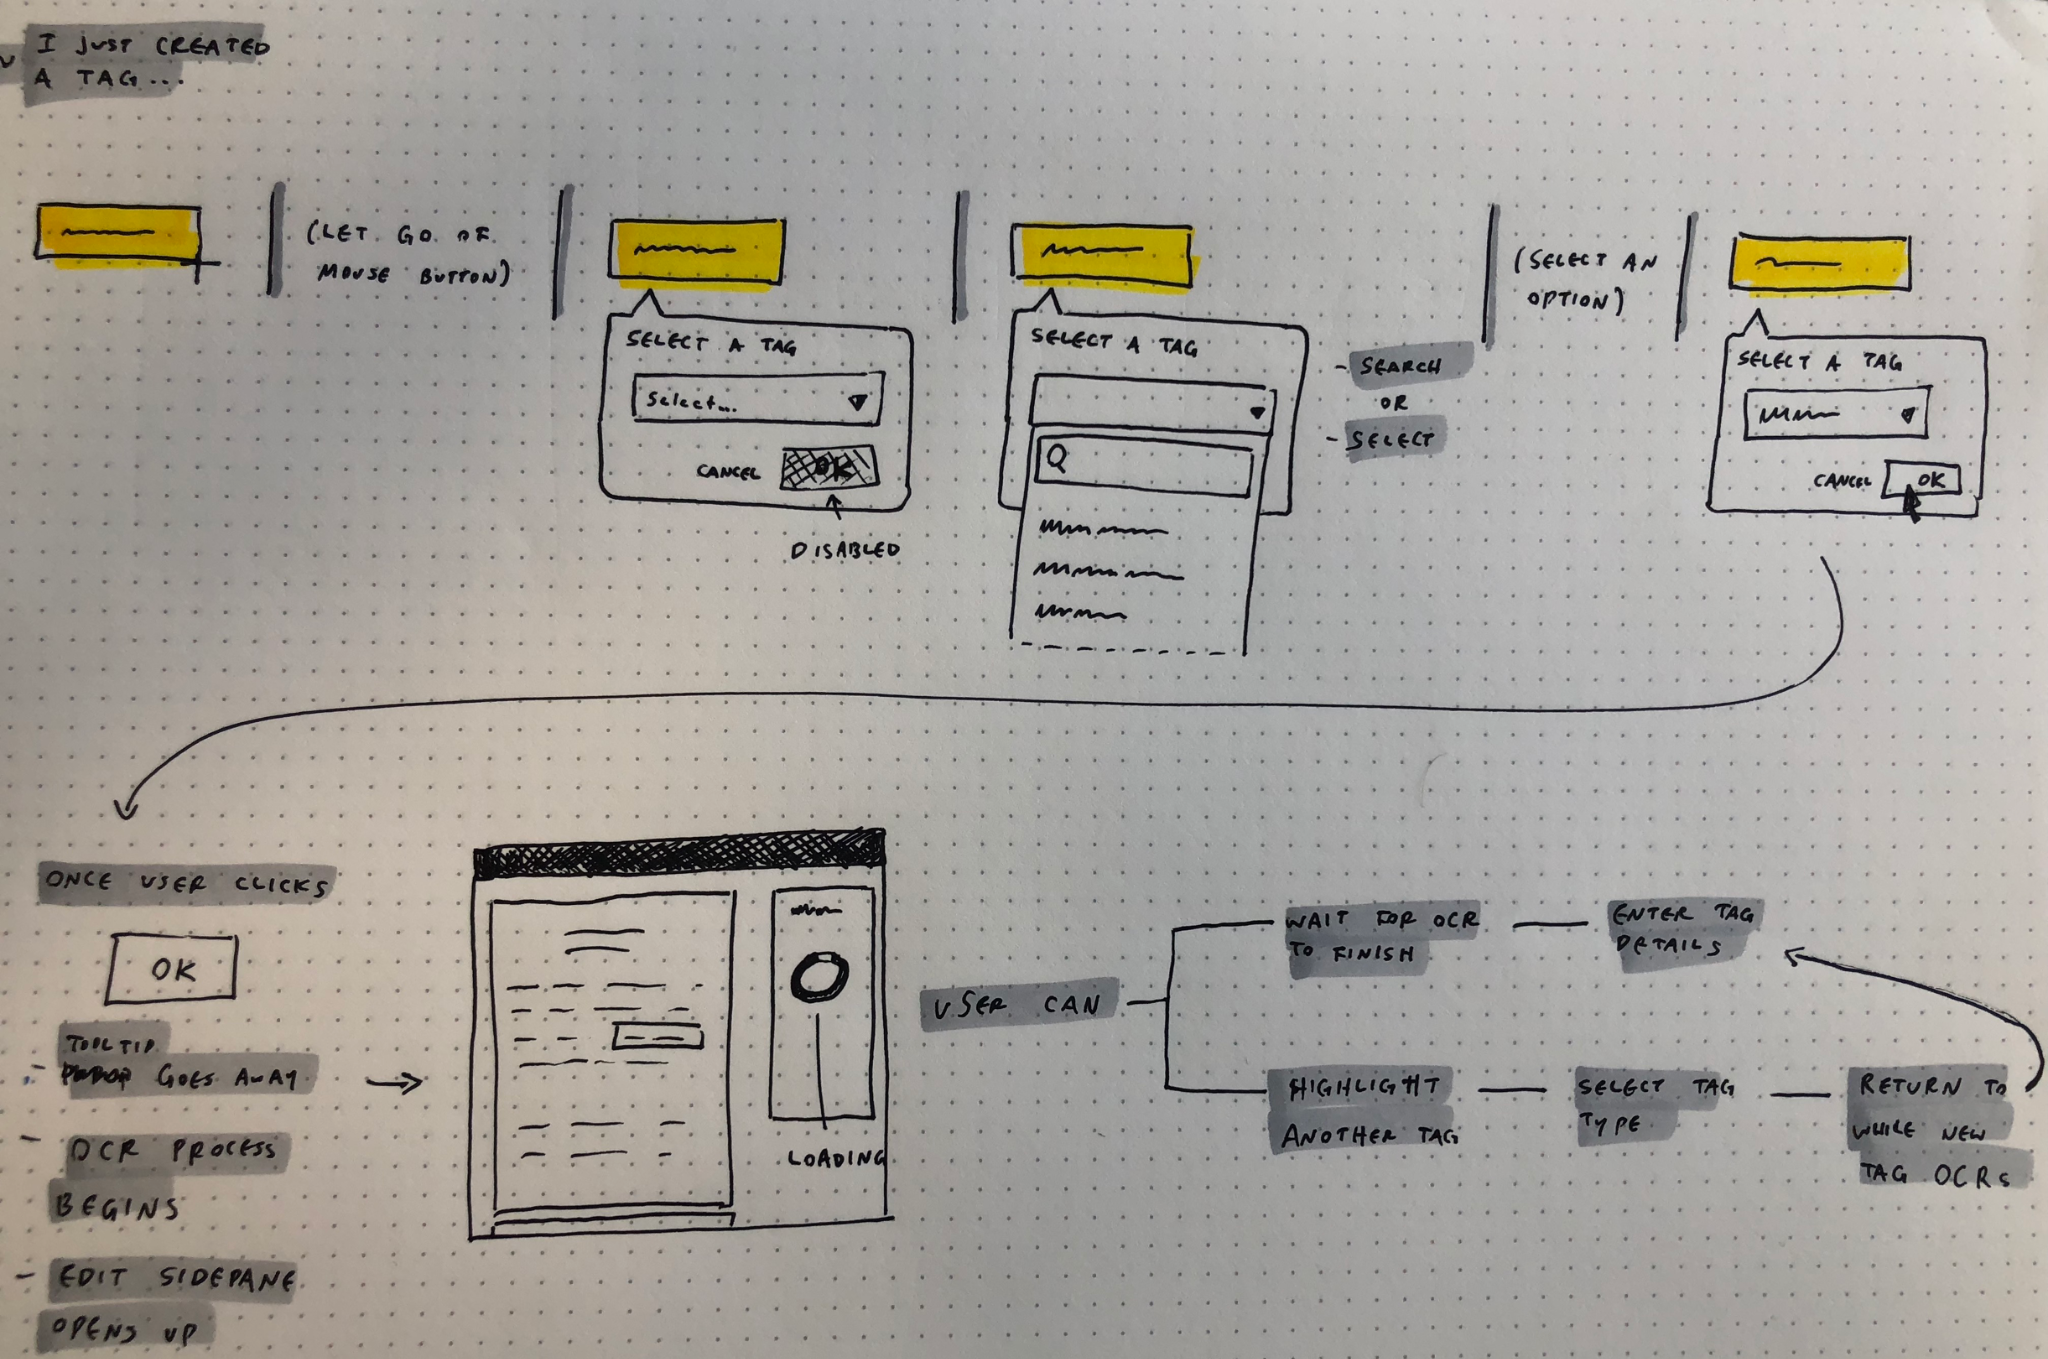 I JUST CREATED
A TAG...
(LET GO OF
MOUSE BUTTON)
SELECT A TAG
Select...
CANCEL OK
DISABLED
SELECT A TAG
- SEARCH
OR
- SELECT
(SELECT AN
OPTION)
SELECT A TAG
CANCEL OK
ONCE USER CLICKS
OK
TOOLTIP
- GOES AWAY
- OCR PROCESS
BEGINS
- EDIT SIDEPANE
OPENS UP
LOADING
USER CAN
WAIT FOR OCR
TO FINISH
ENTER TAG
DETAILS
HIGHLIGHT
ANOTHER TAG
SELECT TAG
TYPE
RETURN TO
WHILE NEW
TAG OCRs